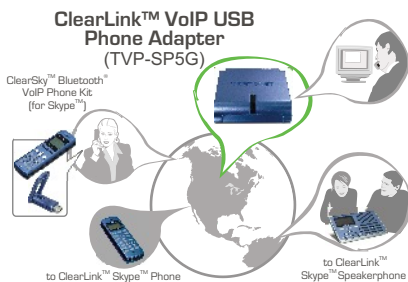 ClearLink™ VoIP USB
Phone Adapter
(TVP-SP5G)
ClearSky™ Bluetooth®
VoIP Phone Kit
(for Skype™)
to ClearLink™ Skype™ Phone
to ClearLink™
Skype™ Speakerphone